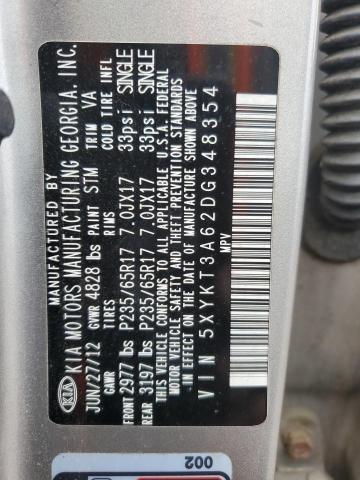 MANUFACTURED BY
KIA KIA MOTORS MANUFACTURING GEORGIA, INC.
JUN/27/12 GVWR 4828 lbs PAINT STM TRIM VA
GAWR TIRES RIMS COLD TIRE INFL
FRONT 2977 lbs P235/65R17 7.0JX17 33psi SINGLE
REAR 3197 lbs P235/65R17 7.0JX17 33psi SINGLE
THIS VEHICLE CONFORMS TO ALL APPLICABLE U.S.A. FEDERAL
MOTOR VEHICLE SAFETY AND THEFT PREVENTION STANDARDS
IN EFFECT ON THE DATE OF MANUFACTURE SHOWN ABOVE.
VIN 5XYKT3A62DG348354
MPV
002